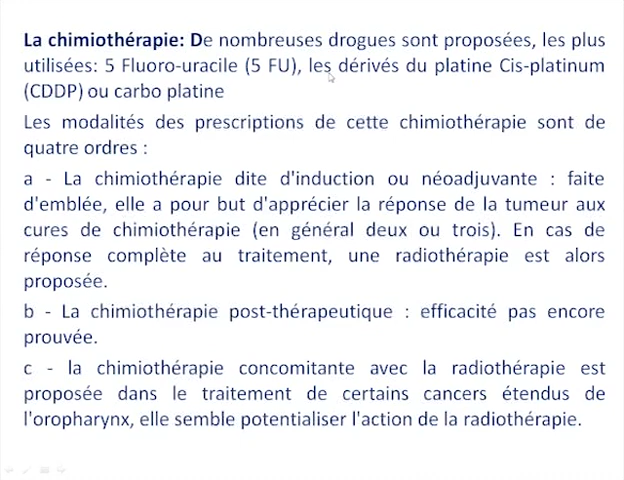 La chimiothérapie: De nombreuses drogues sont proposées, les plus
utilisées: 5 Fluoro-uracile (5 FU), les dérivés du platine Cis-platinum
(CDDP) ou carbo platine
Les modalités des prescriptions de cette chimiothérapie sont de
quatre ordres :
a - La chimiothérapie dite d'induction ou néoadjuvante : faite
d'emblée, elle a pour but d'apprécier la réponse de la tumeur aux
cures de chimiothérapie (en général deux ou trois). En cas de
réponse complète au traitement, une radiothérapie est alors
proposée.
b - La chimiothérapie post-thérapeutique : efficacité pas encore
prouvée.
c - la chimiothérapie concomitante avec la radiothérapie est
proposée dans le traitement de certains cancers étendus de
l'oropharynx, elle semble potentialiser l'action de la radiothérapie.